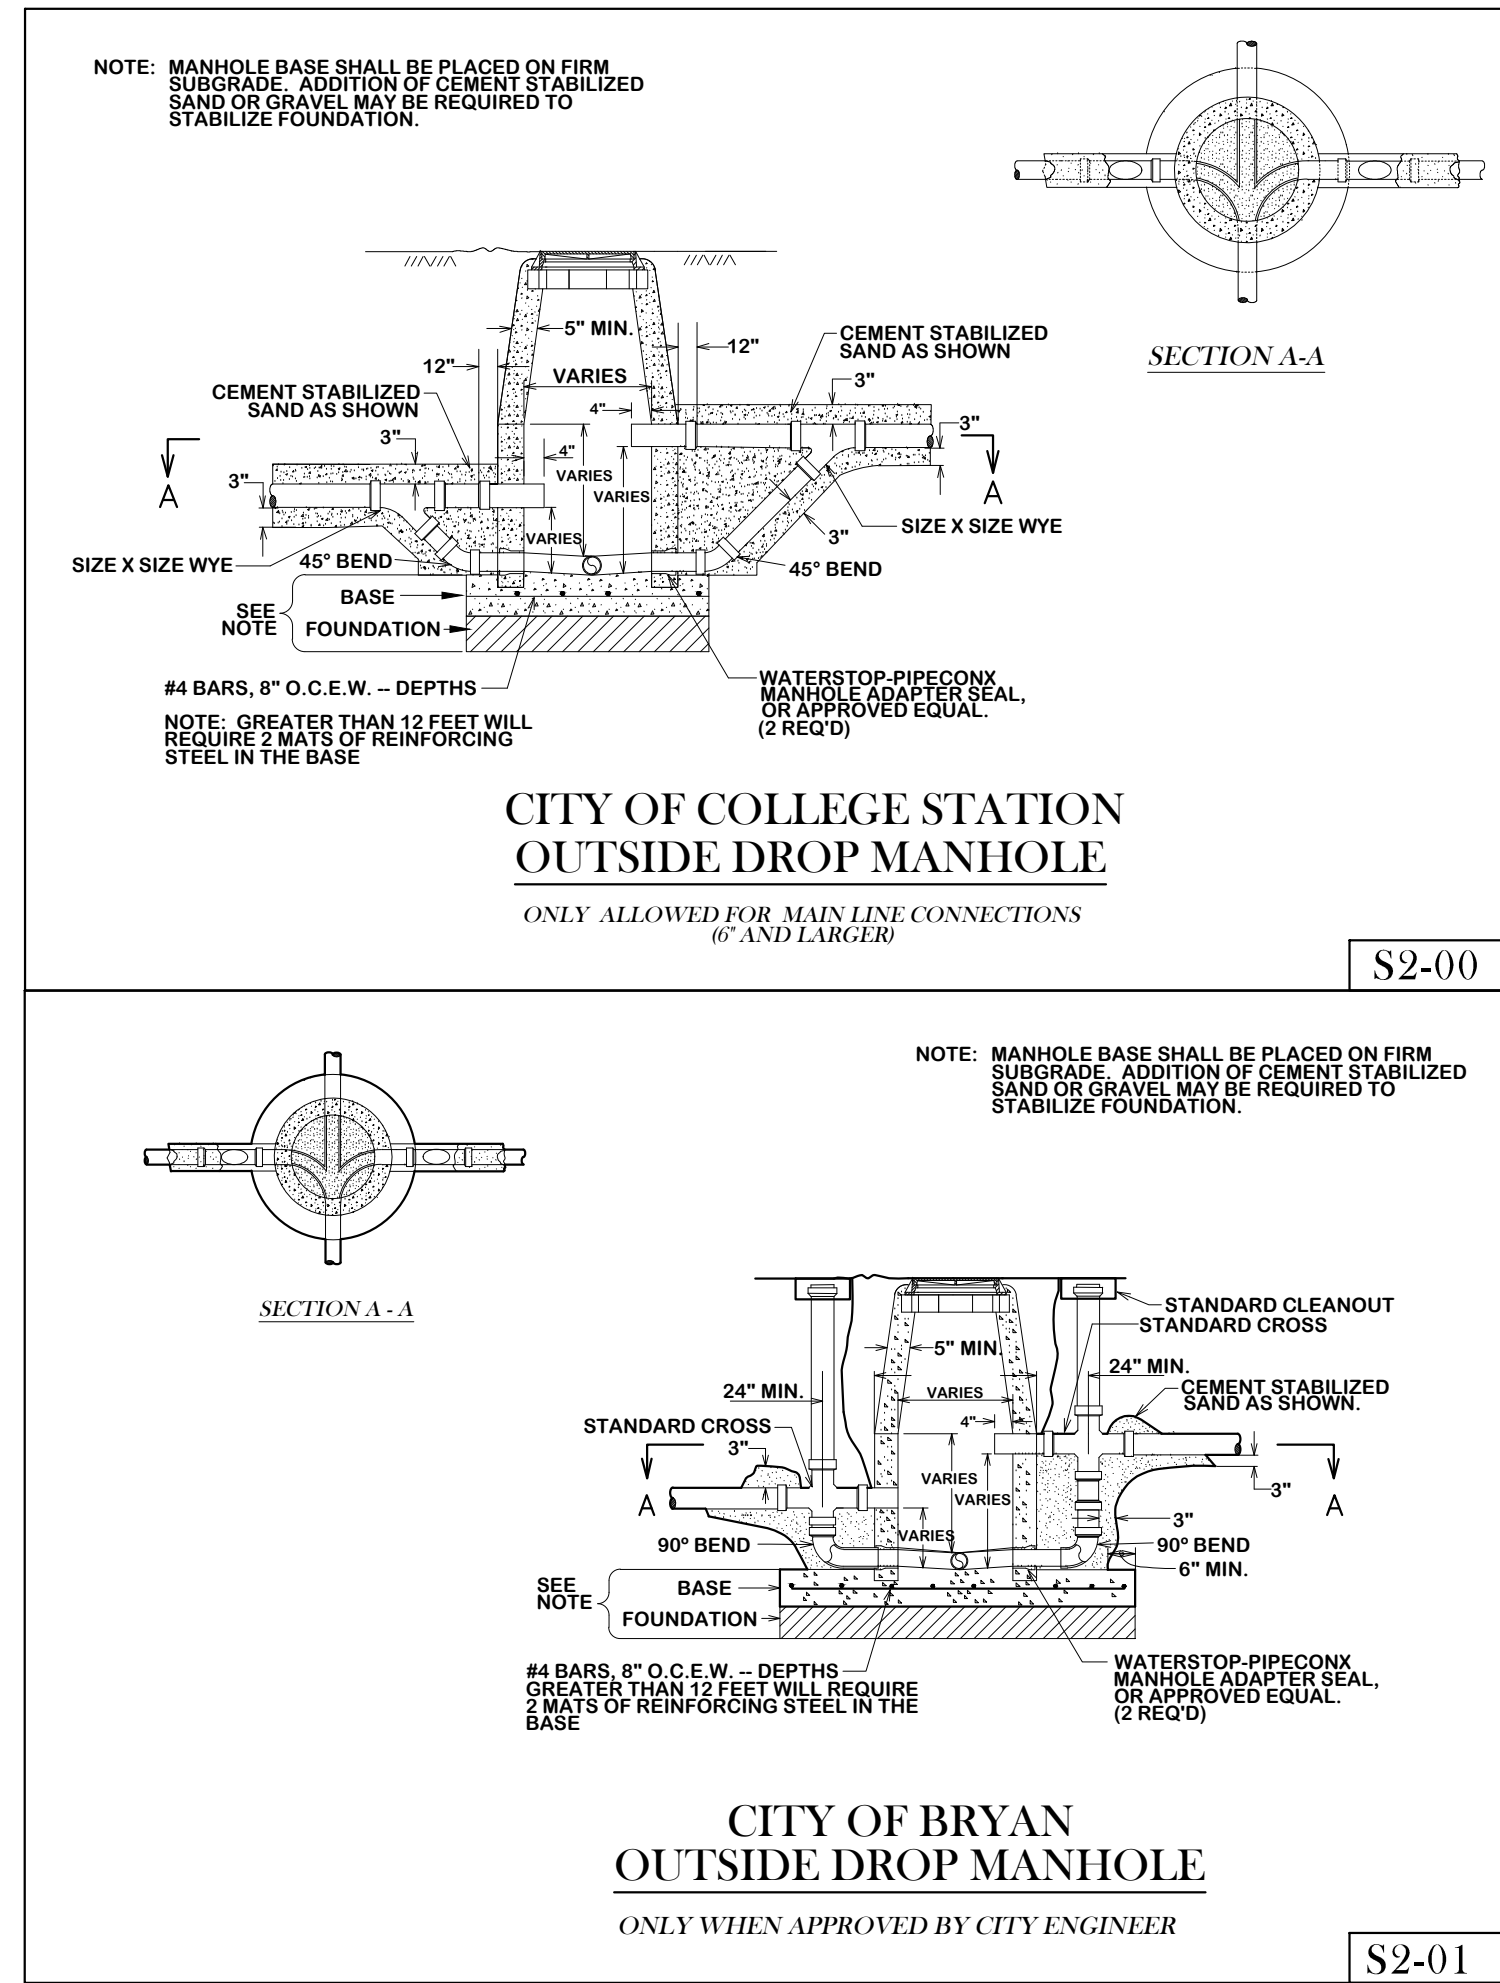 NOTE: MANHOLE BASE SHALL BE PLACED ON FIRM
SUBGRADE. ADDITION OF CEMENT STABILIZED
SAND OR GRAVEL MAY BE REQUIRED TO
STABILIZE FOUNDATION.
SECTION A-A
5" MIN.
12"
12"
CEMENT STABILIZED
SAND AS SHOWN
VARIES
3"
CEMENT STABILIZED
SAND AS SHOWN
4"
3"
3"
4"
3"
A
A
VARIES
VARIES
VARIES
SIZE X SIZE WYE
3"
SIZE X SIZE WYE
45° BEND
45° BEND
BASE
SEE
NOTE
FOUNDATION
#4 BARS, 8" O.C.E.W. -- DEPTHS
NOTE: GREATER THAN 12 FEET WILL
REQUIRE 2 MATS OF REINFORCING
STEEL IN THE BASE
WATERSTOP-PIPECONX
MANHOLE ADAPTER SEAL,
OR APPROVED EQUAL.
(2 REQ'D)
CITY OF COLLEGE STATION
OUTSIDE DROP MANHOLE
ONLY ALLOWED FOR MAIN LINE CONNECTIONS
(6" AND LARGER)
S2-00
NOTE: MANHOLE BASE SHALL BE PLACED ON FIRM
SUBGRADE. ADDITION OF CEMENT STABILIZED
SAND OR GRAVEL MAY BE REQUIRED TO
STABILIZE FOUNDATION.
SECTION A - A
STANDARD CLEANOUT
STANDARD CROSS
5" MIN.
24" MIN.
24" MIN.
VARIES
CEMENT STABILIZED
SAND AS SHOWN.
STANDARD CROSS
4"
3"
A
A
VARIES
VARIES
VARIES
3"
3"
90º BEND
90º BEND
6" MIN.
SEE
NOTE
BASE
FOUNDATION
#4 BARS, 8" O.C.E.W. -- DEPTHS
GREATER THAN 12 FEET WILL REQUIRE
2 MATS OF REINFORCING STEEL IN THE
BASE
WATERSTOP-PIPECONX
MANHOLE ADAPTER SEAL,
OR APPROVED EQUAL.
(2 REQ'D)
CITY OF BRYAN
OUTSIDE DROP MANHOLE
ONLY WHEN APPROVED BY CITY ENGINEER
S2-01